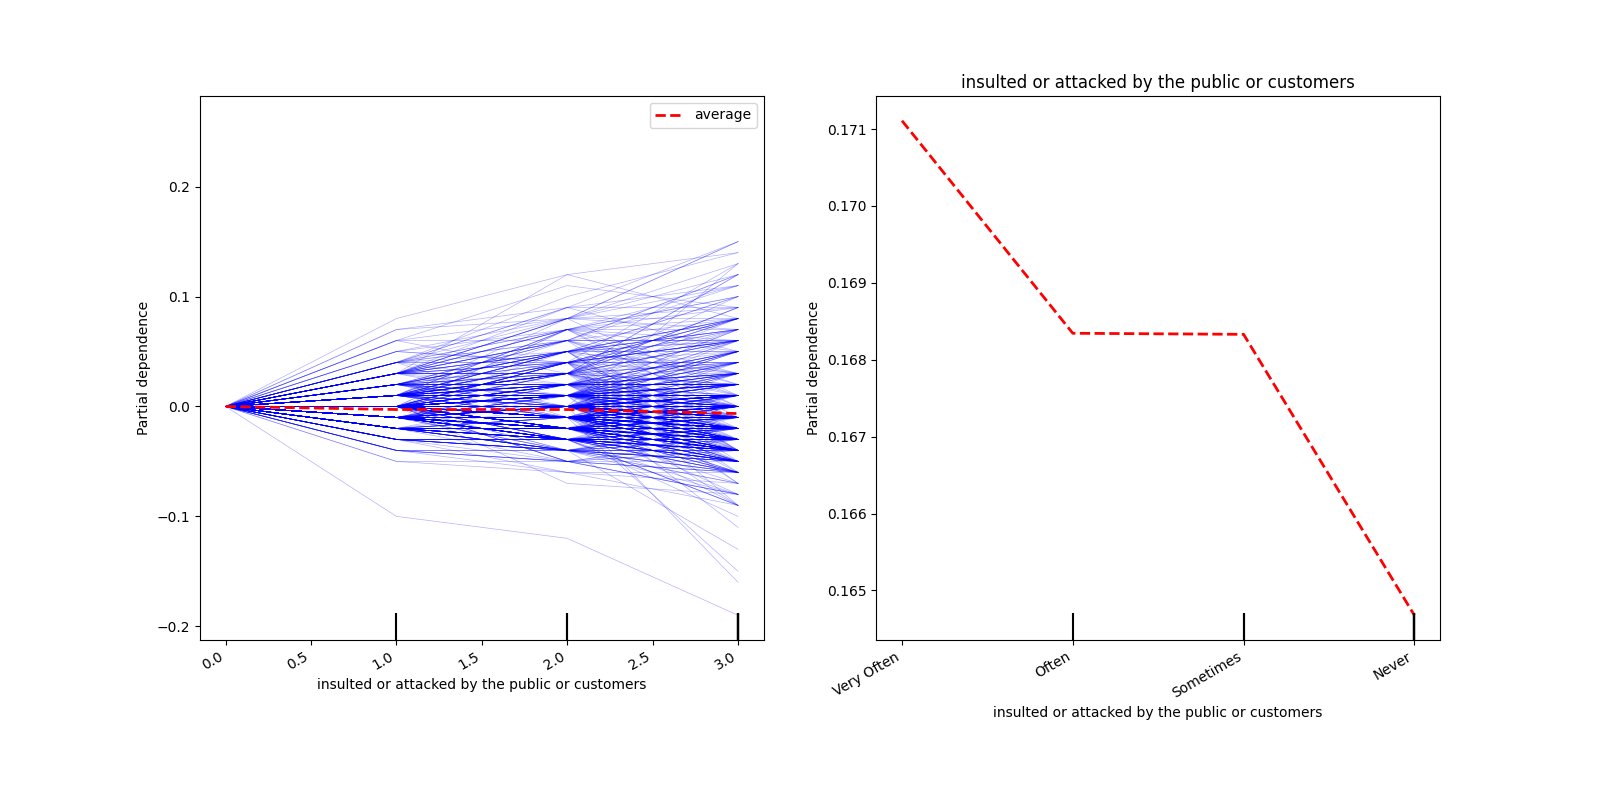 average
0.2
0.1
0.0
−0.1
−0.2
Partial dependence
0.0
0.5
1.0
1.5
2.0
2.5
3.0
insulted or attacked by the public or customers
insulted or attacked by the public or customers
0.171
0.170
0.169
0.168
0.167
0.166
0.165
Partial dependence
Very Often
Often
Sometimes
Never
insulted or attacked by the public or customers